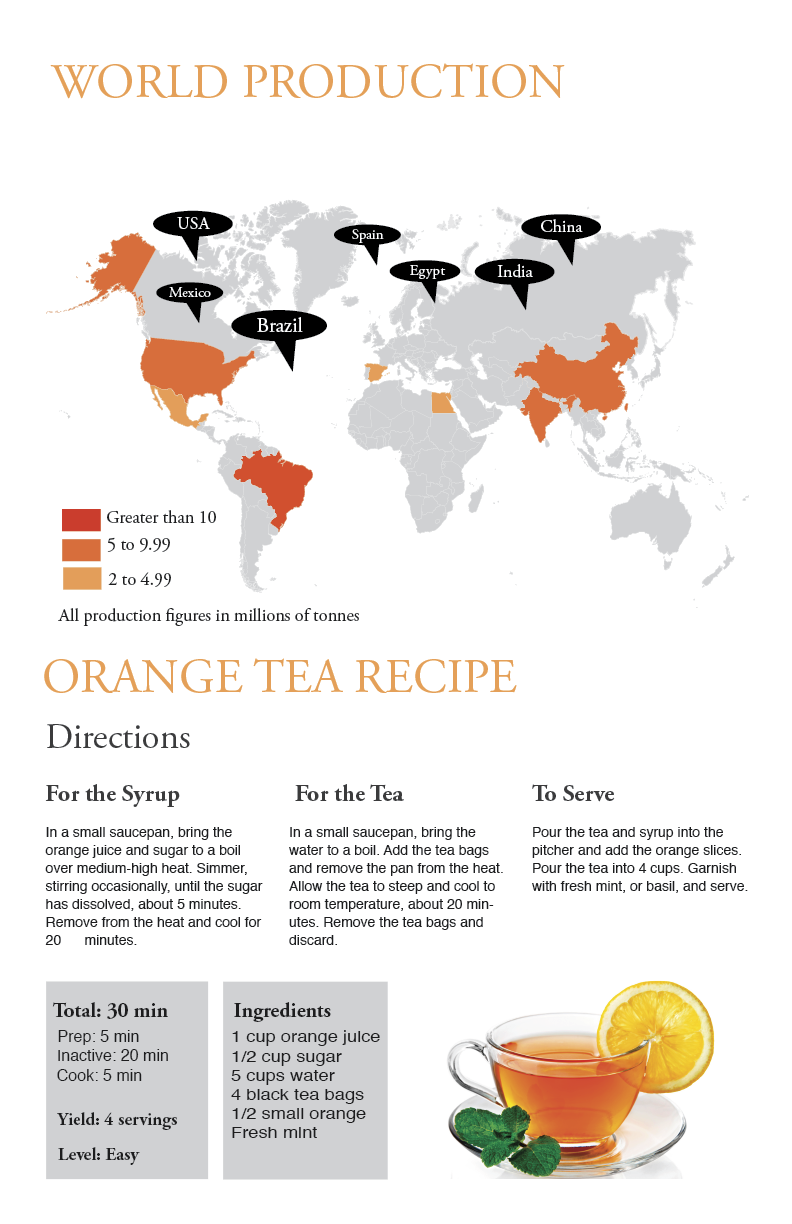 WORLD PRODUCTION
USA
Spain
China
Egypt
India
Mexico
Brazil
Greater than 10
5 to 9.99
2 to 4.99
All production figures in millions of tonnes
ORANGE TEA RECIPE
Directions
For the Syrup
In a small saucepan, bring the
orange juice and sugar to a boil
over medium-high heat. Simmer,
stirring occasionally, until the sugar
has dissolved, about 5 minutes.
Remove from the heat and cool for
20 minutes.
For the Tea
In a small saucepan, bring the
water to a boil. Add the tea bags
and remove the pan from the heat.
Allow the tea to steep and cool to
room temperature, about 20 min-
utes. Remove the tea bags and
discard.
To Serve
Pour the tea and syrup into the
pitcher and add the orange slices.
Pour the tea into 4 cups. Garnish
with fresh mint, or basil, and serve.
Total: 30 min
Prep: 5 min
Inactive: 20 min
Cook: 5 min
Yield: 4 servings
Level: Easy
Ingredients
1 cup orange juice
1/2 cup sugar
5 cups water
4 black tea bags
1/2 small orange
Fresh mint